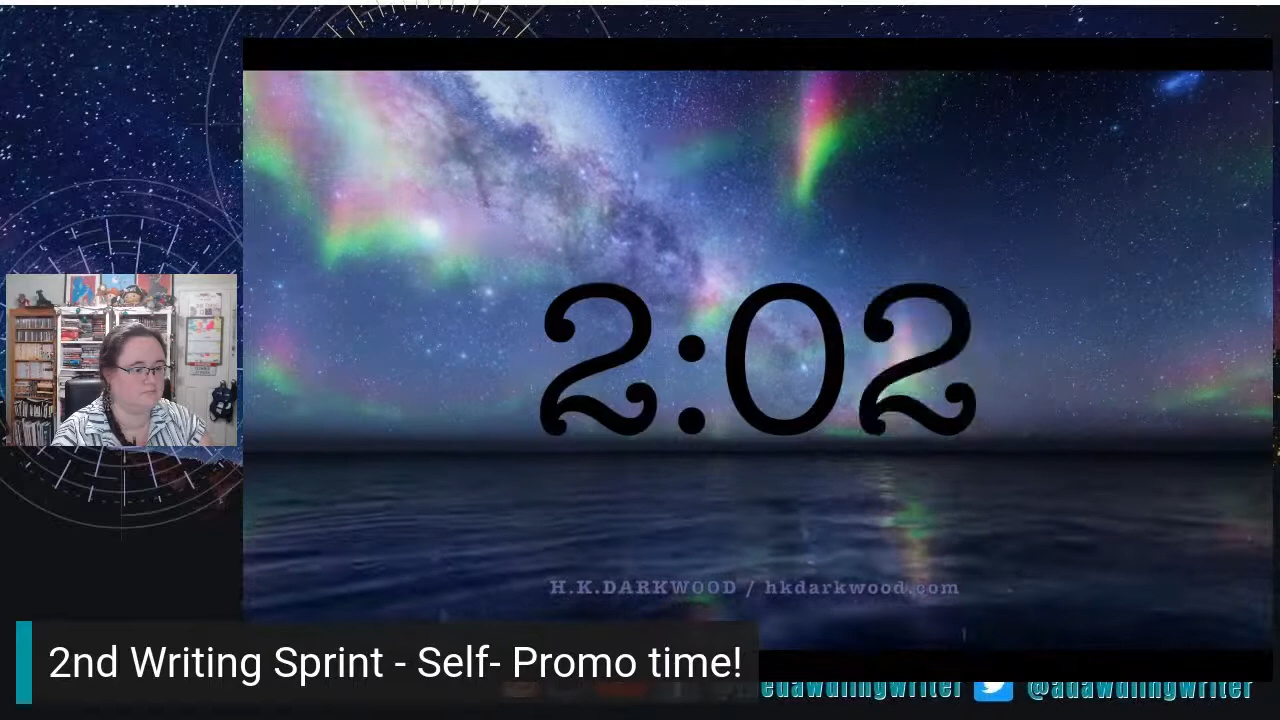 2:02
H.K.DARKWOOD / hkdarkwood.com
2nd Writing Sprint - Self- Promo time!
@adawdlingwriter